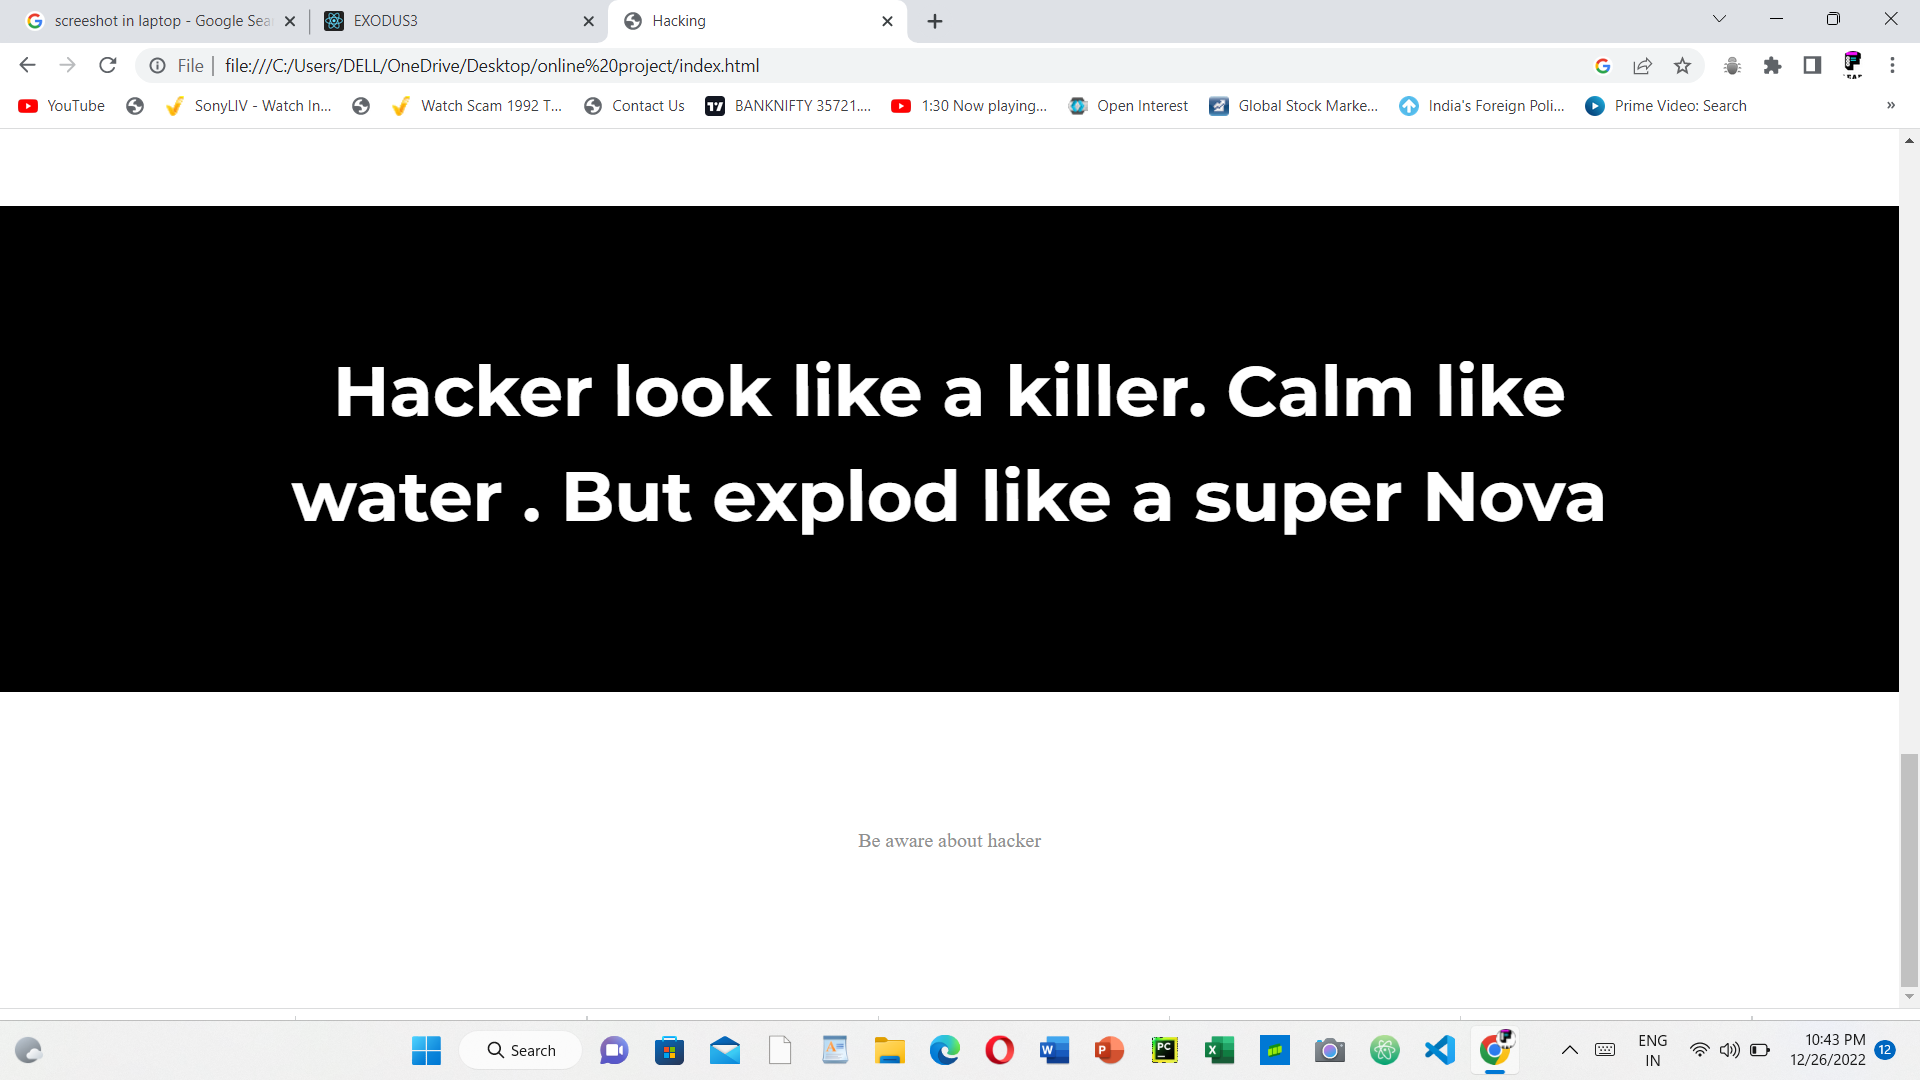 screeshot in laptop - Google Sea
EXODUS3
Hacking
File
file:///C:/Users/DELL/OneDrive/Desktop/online%20project/index.html
YouTube
SonyLIV - Watch In...
Watch Scam 1992 T...
Contact Us
BANKNIFTY 35721....
1:30 Now playing...
Open Interest
Global Stock Marke...
India's Foreign Poli...
Prime Video: Search
»
Hacker look like a killer. Calm like
water . But explod like a super Nova
Be aware about hacker
Search
ENG
IN
10:43 PM
12/26/2022
12